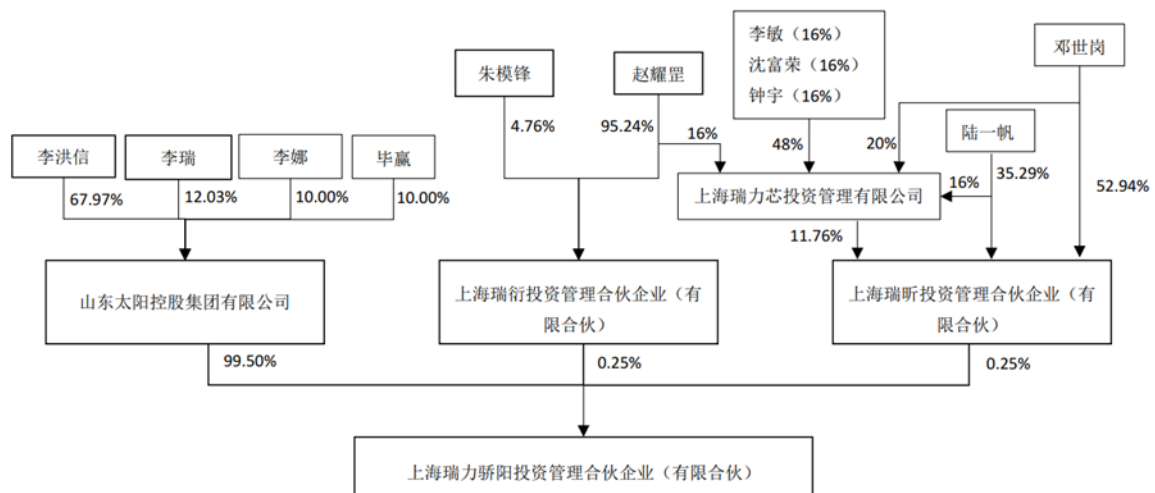 李敏（16%）
沈富荣（16%）
钟宇（16%）
邓世岗
朱模锋
赵耀罡
4.76%
95.24%
16%
48%
20%
陆一帆
李洪信
李瑞
李娜
毕赢
16%
35.29%
52.94%
67.97%
12.03%
10.00%
10.00%
上海瑞力芯投资管理有限公司
11.76%
山东太阳控股集团有限公司
上海瑞衍投资管理合伙企业（有
限合伙）
上海瑞昕投资管理合伙企业（有
限合伙）
99.50%
0.25%
0.25%
上海瑞力骄阳投资管理合伙企业（有限合伙）